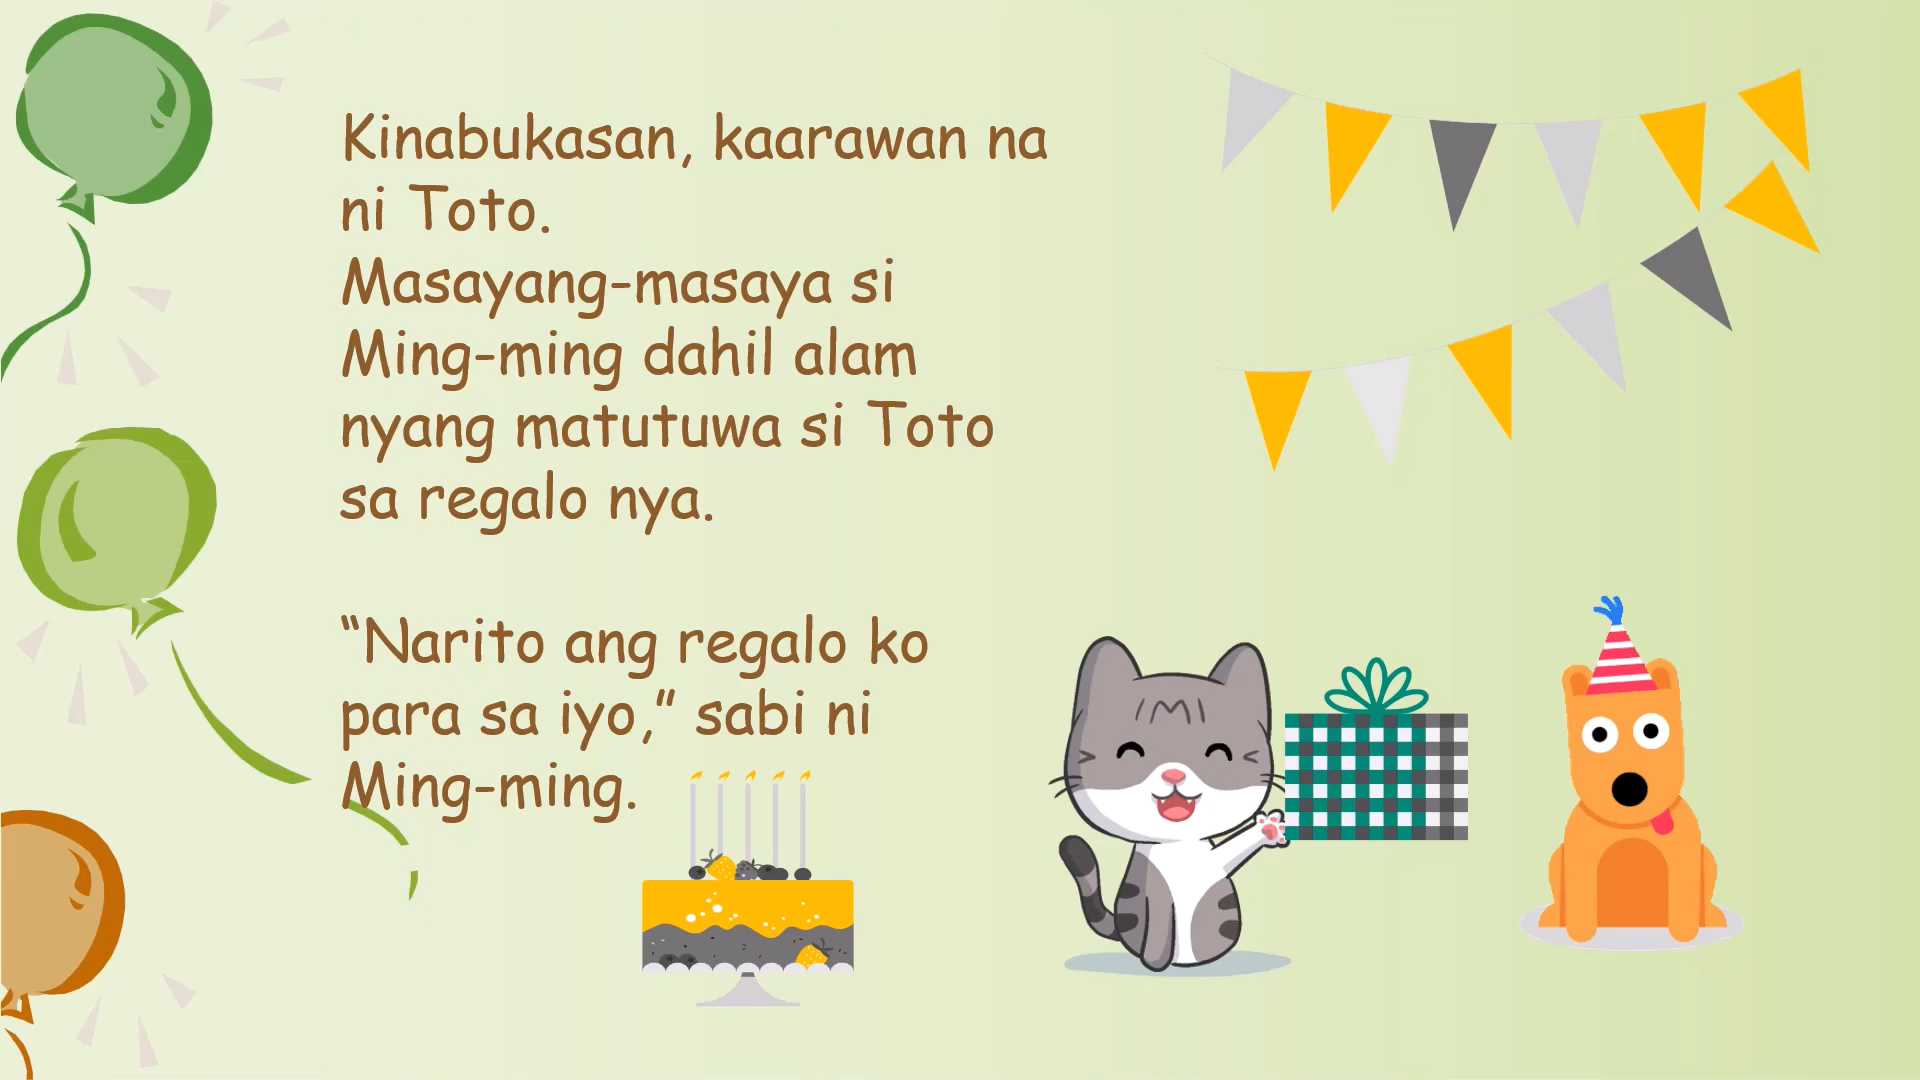 Kinabukasan, kaarawan na
ni Toto.
Masayang-masaya si
Ming-ming dahil alam
nyang matutuwa si Toto
sa regalo nya.
“Narito ang regalo ko
para sa iyo,” sabi ni
Ming-ming.